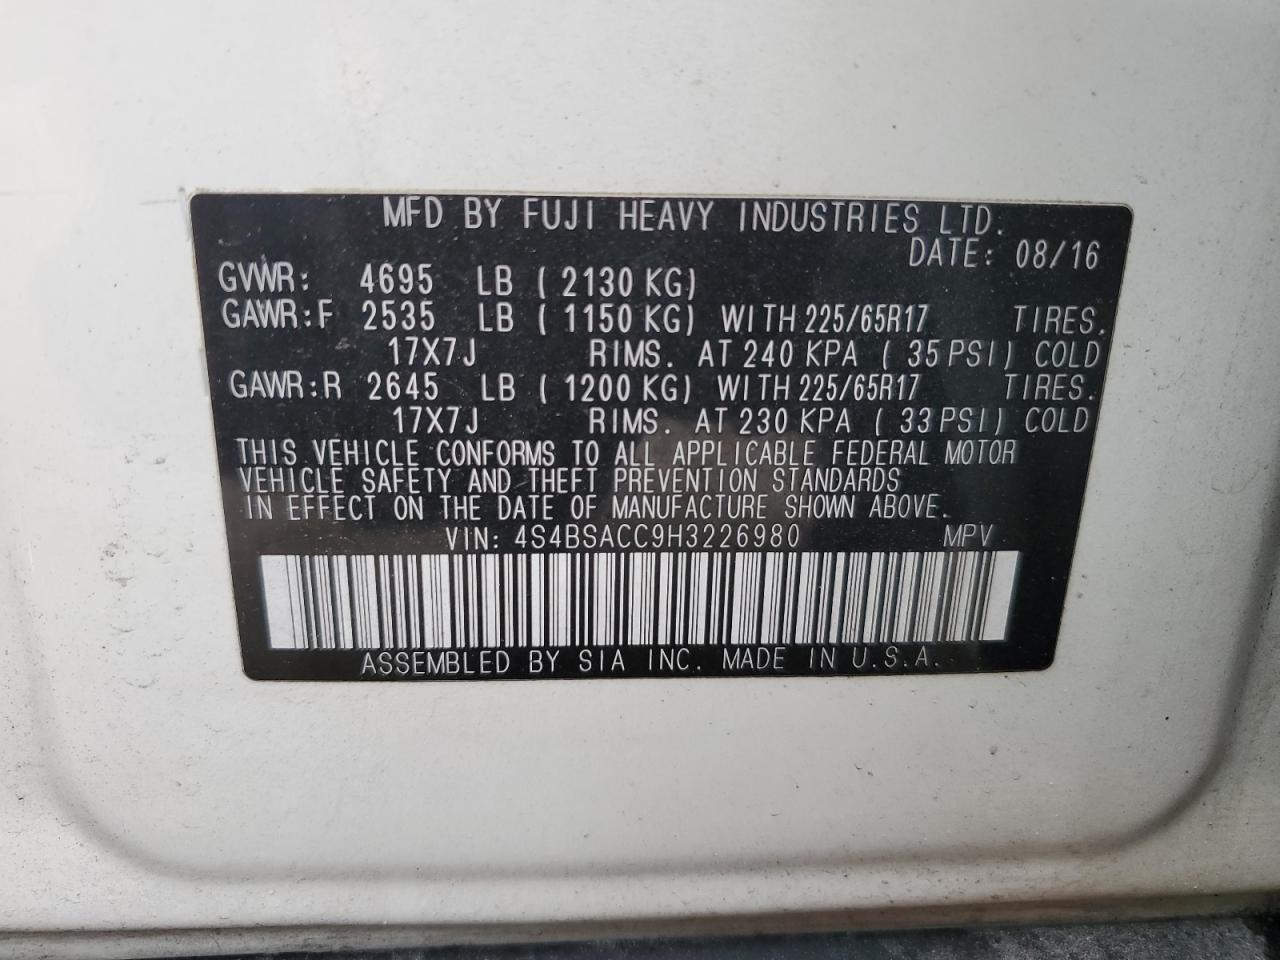 MFD BY FUJI HEAVY INDUSTRIES LTD.
DATE: 08/16
GVWR: 4695 LB ( 2130 KG)
GAWR:F 2535 LB ( 1150 KG) WITH 225/65R17 TIRES.
17X7J RIMS. AT 240 KPA ( 35 PSI) COLD
GAWR:R 2645 LB ( 1200 KG) WITH 225/65R17 TIRES.
17X7J RIMS. AT 230 KPA ( 33 PSI) COLD
THIS VEHICLE CONFORMS TO ALL APPLICABLE FEDERAL MOTOR
VEHICLE SAFETY AND THEFT PREVENTION STANDARDS
IN EFFECT ON THE DATE OF MANUFACTURE SHOWN ABOVE.
VIN: 4S4BSACC9H3226980 MPV
ASSEMBLED BY SIA INC. MADE IN U.S.A.